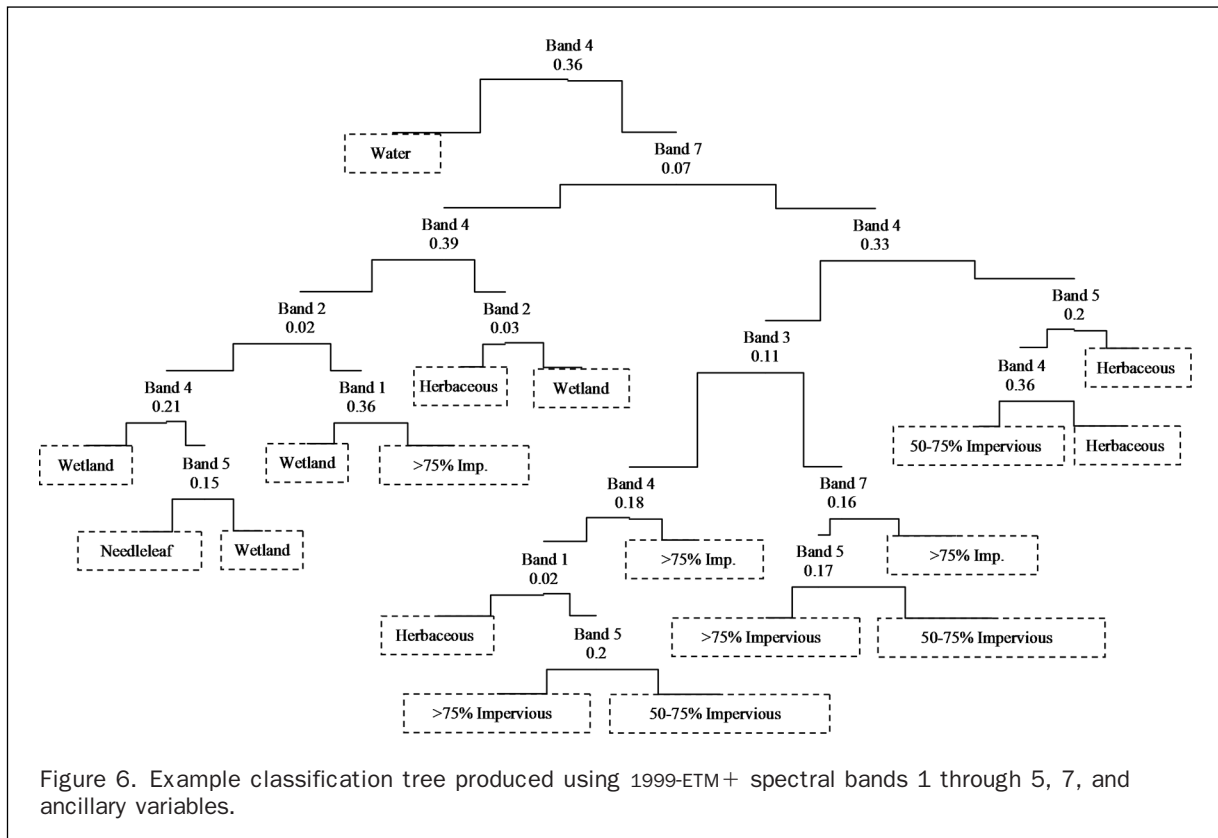 Band 4
0.36
Water
Band 7
0.07
Band 4
0.39
Band 4
0.33
Band 2
0.02
Band 2
0.03
Band 3
0.11
Band 5
0.2
Herbaceous
Wetland
Band 4
0.36
Herbaceous
Band 4
0.21
Band 1
0.36
50-75% Impervious
Herbaceous
Wetland
Band 5
0.15
Wetland
>75% Imp.
Needleleaf
Wetland
Band 4
0.18
Band 7
0.16
Band 1
0.02
>75% Imp.
Band 5
0.17
>75% Imp.
Herbaceous
Band 5
0.2
>75% Impervious
50-75% Impervious
>75% Impervious
50-75% Impervious
Figure 6. Example classification tree produced using 1999-ETM+ spectral bands 1 through 5, 7, and
ancillary variables.